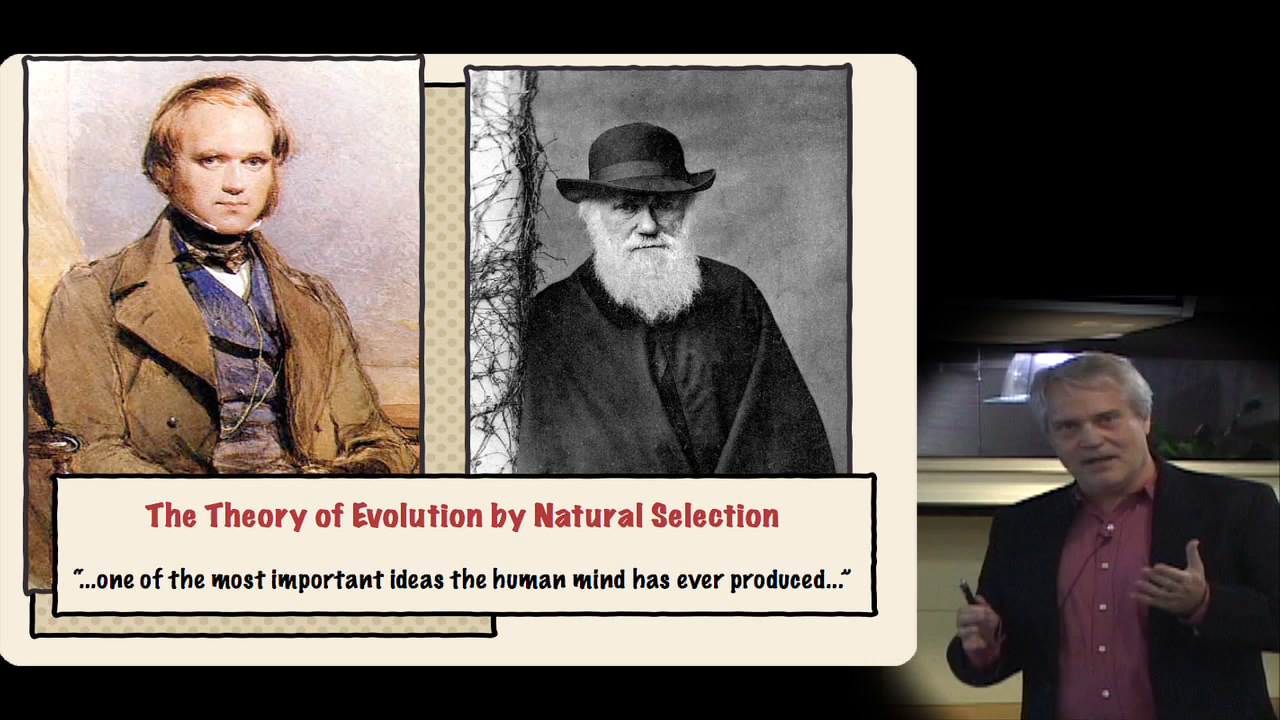 The Theory of Evolution by Natural Selection
“...one of the most important ideas the human mind has ever produced...”